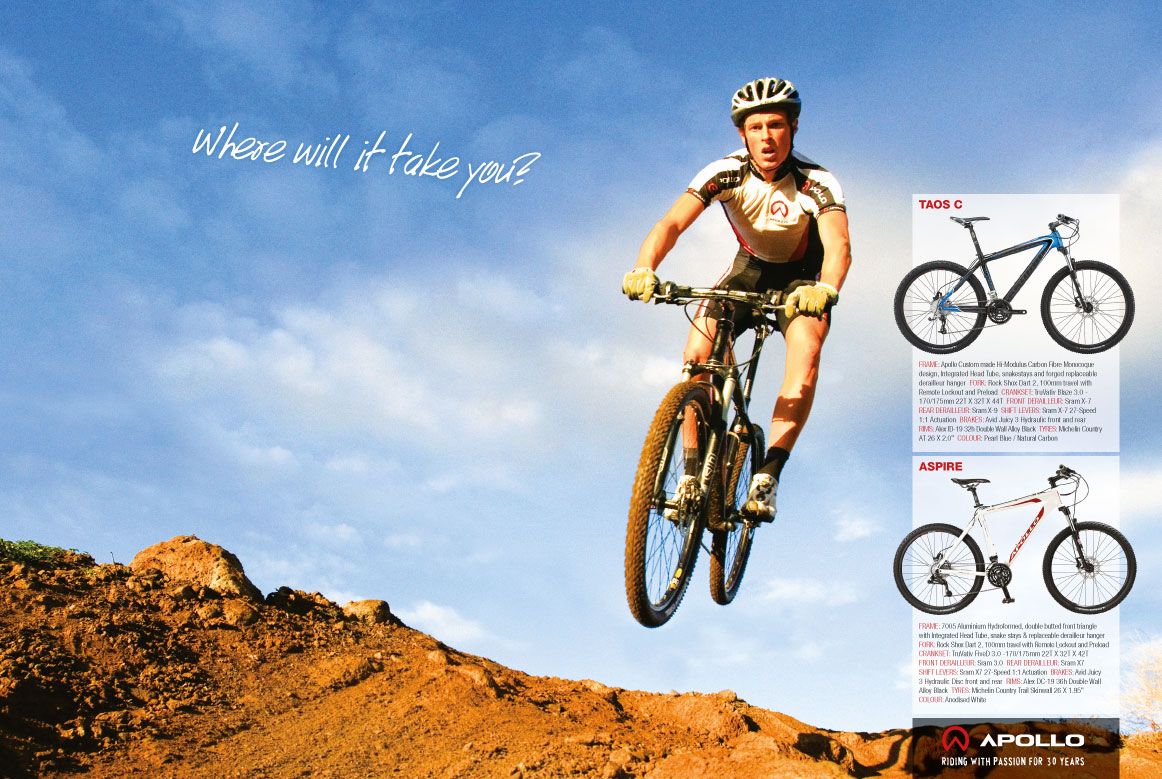 Where will it take you?
TAOS C
FRAME: Apollo Custom made Hi-Modulus Carbon Fibre Monocoque
design, Integrated Head Tube, snakestays and forged replaceable
derailleur hanger FORK: Rock Shox Dart 2, 100mm travel with
Remote Lockout and Preload CRANKSET: TruVativ Blaze 3.0 -
170/175mm 22T X 32T X 44T FRONT DERAILLEUR: Sram X-7
REAR DERAILLEUR: Sram X-9 SHIFT LEVERS: Sram X-7 27-Speed
1:1 Actuation BRAKES: Avid Juicy 3 Hydraulic front and rear
RIMS: Alex ID-19 32h Double Wall Alloy Black TYRES: Michelin Country
AT 26 X 2.0" COLOUR: Pearl Blue / Natural Carbon
ASPIRE
APOLLO
FRAME: 7005 Aluminium Hydroformed, double butted front triangle
with Integrated Head Tube, snake stays & replaceable derailleur hanger
FORK: Rock Shox Dart 2, 100mm travel with Remote Lockout and Preload
CRANKSET: TruVativ FiveD 3.0 - 170/175mm 22T X 32T X 42T
FRONT DERAILLEUR: Sram 3.0 REAR DERAILLEUR: Sram X7
SHIFT LEVERS: Sram X7 27-Speed 1:1 Actuation BRAKES: Avid Juicy
3 Hydraulic Disc front and rear RIMS: Alex DC-19 36h Double Wall
Alloy Black TYRES: Michelin Country Trail Skinwall 26 X 1.95"
COLOUR: Anodised White
APOLLO
RIDING WITH PASSION FOR 30 YEARS